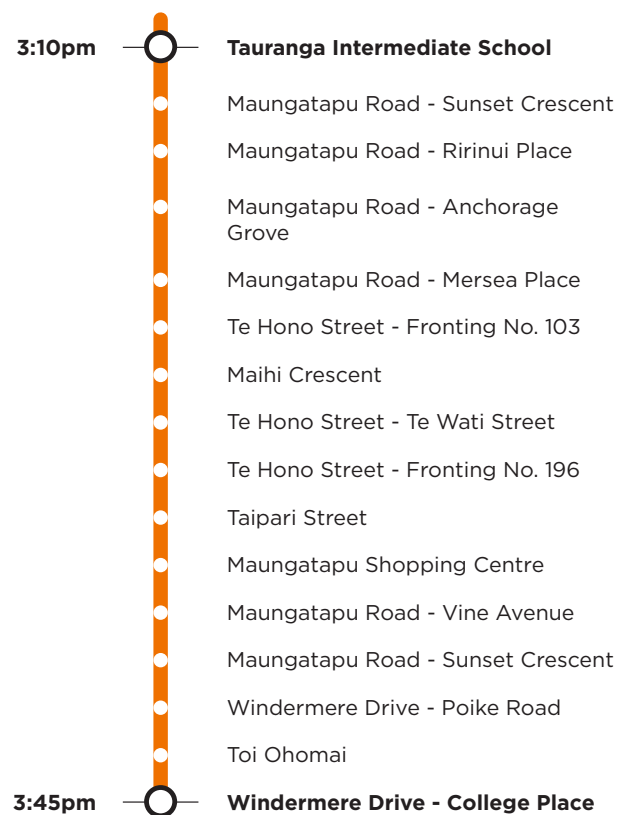 3:10pm Tauranga Intermediate School
Maungatapu Road - Sunset Crescent
Maungatapu Road - Ririnui Place
Maungatapu Road - Anchorage
Grove
Maungatapu Road - Mersea Place
Te Hono Street - Fronting No. 103
Maihi Crescent
Te Hono Street - Te Wati Street
Te Hono Street - Fronting No. 196
Taipari Street
Maungatapu Shopping Centre
Maungatapu Road - Vine Avenue
Maungatapu Road - Sunset Crescent
Windermere Drive - Poike Road
Toi Ohomai
3:45pm Windermere Drive - College Place